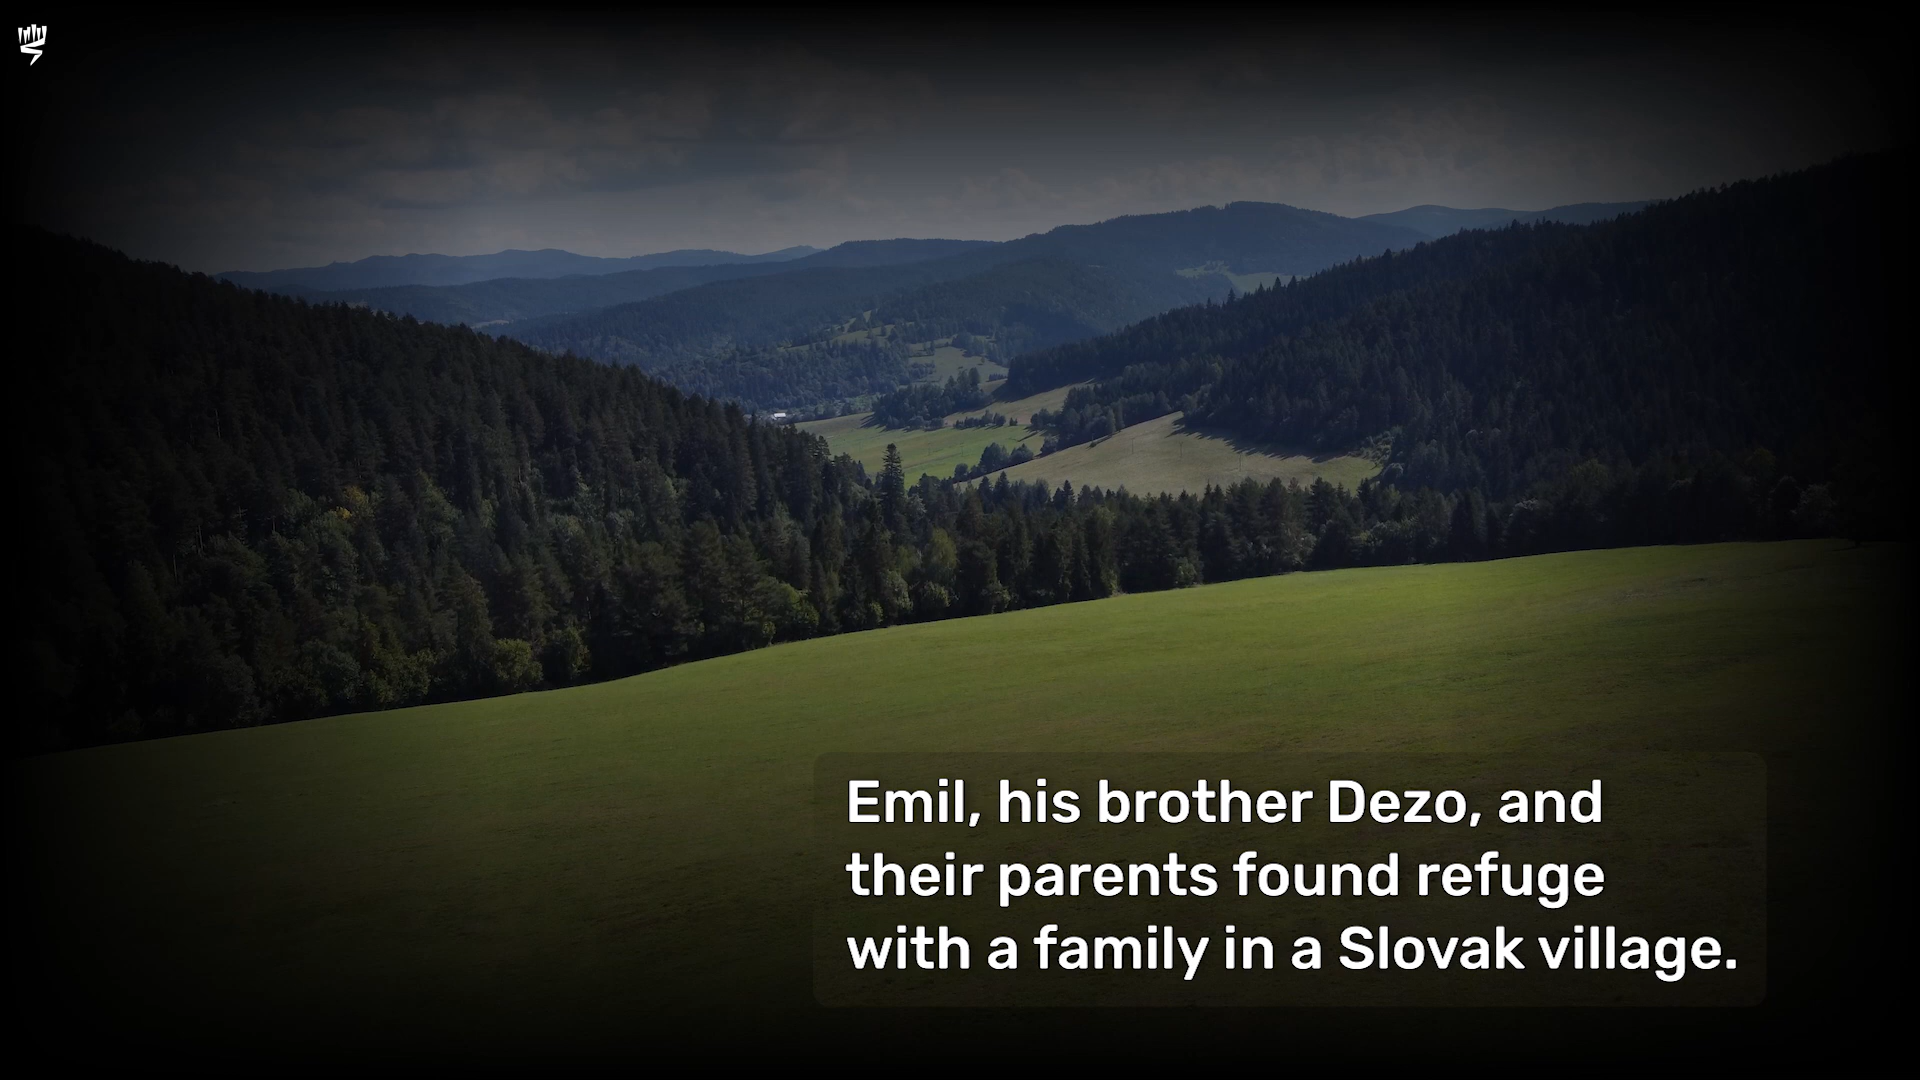 Emil, his brother Dezo, and
their parents found refuge
with a family in a Slovak village.